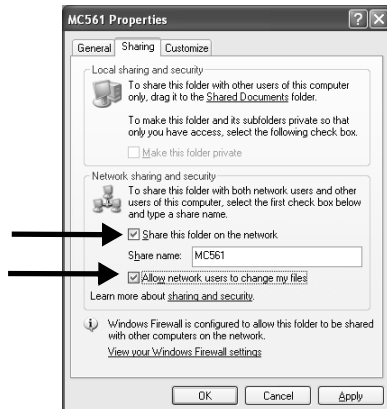 MC561 Properties
General Sharing Customize
Local sharing and security
To share this folder with other users of this computer
only, drag it to the Shared Documents folder.
To make this folder and its subfolders private so that
only you have access, select the following check box.
Make this folder private
Network sharing and security
To share this folder with both network users and other
users of this computer, select the first check box below
and type a share name.
Share this folder on the network
Share name: MC561
Allow network users to change my files
Learn more about sharing and security.
Windows Firewall is configured to allow this folder to be shared
with other computers on the network.
View your Windows Firewall settings
OK Cancel Apply